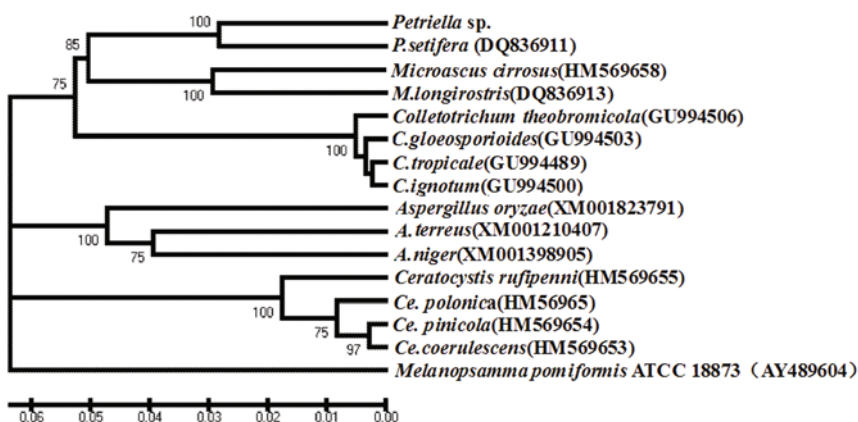 100
Petriella sp.
85
P.setifera (DQ836911)
75
Microascus cirrosus(HM569658)
100
M.longirostris(DQ836913)
Colletotrichum theobromicola(GU994506)
C.gloeosporioides(GU994503)
100
C.tropicale(GU994489)
C.ignotum(GU994500)
Aspergillus oryzae(XM001823791)
100
A.terreus(XM001210407)
75
A.niger(XM001398905)
Ceratocystis rufipenni(HM569655)
100
Ce. polonica(HM56965)
75
Ce. pinicola(HM569654)
97
Ce.coerulescens(HM569653)
Melanopsamma pomiformis ATCC 18873（AY489604）
0.06 0.05 0.04 0.03 0.02 0.01 0.00